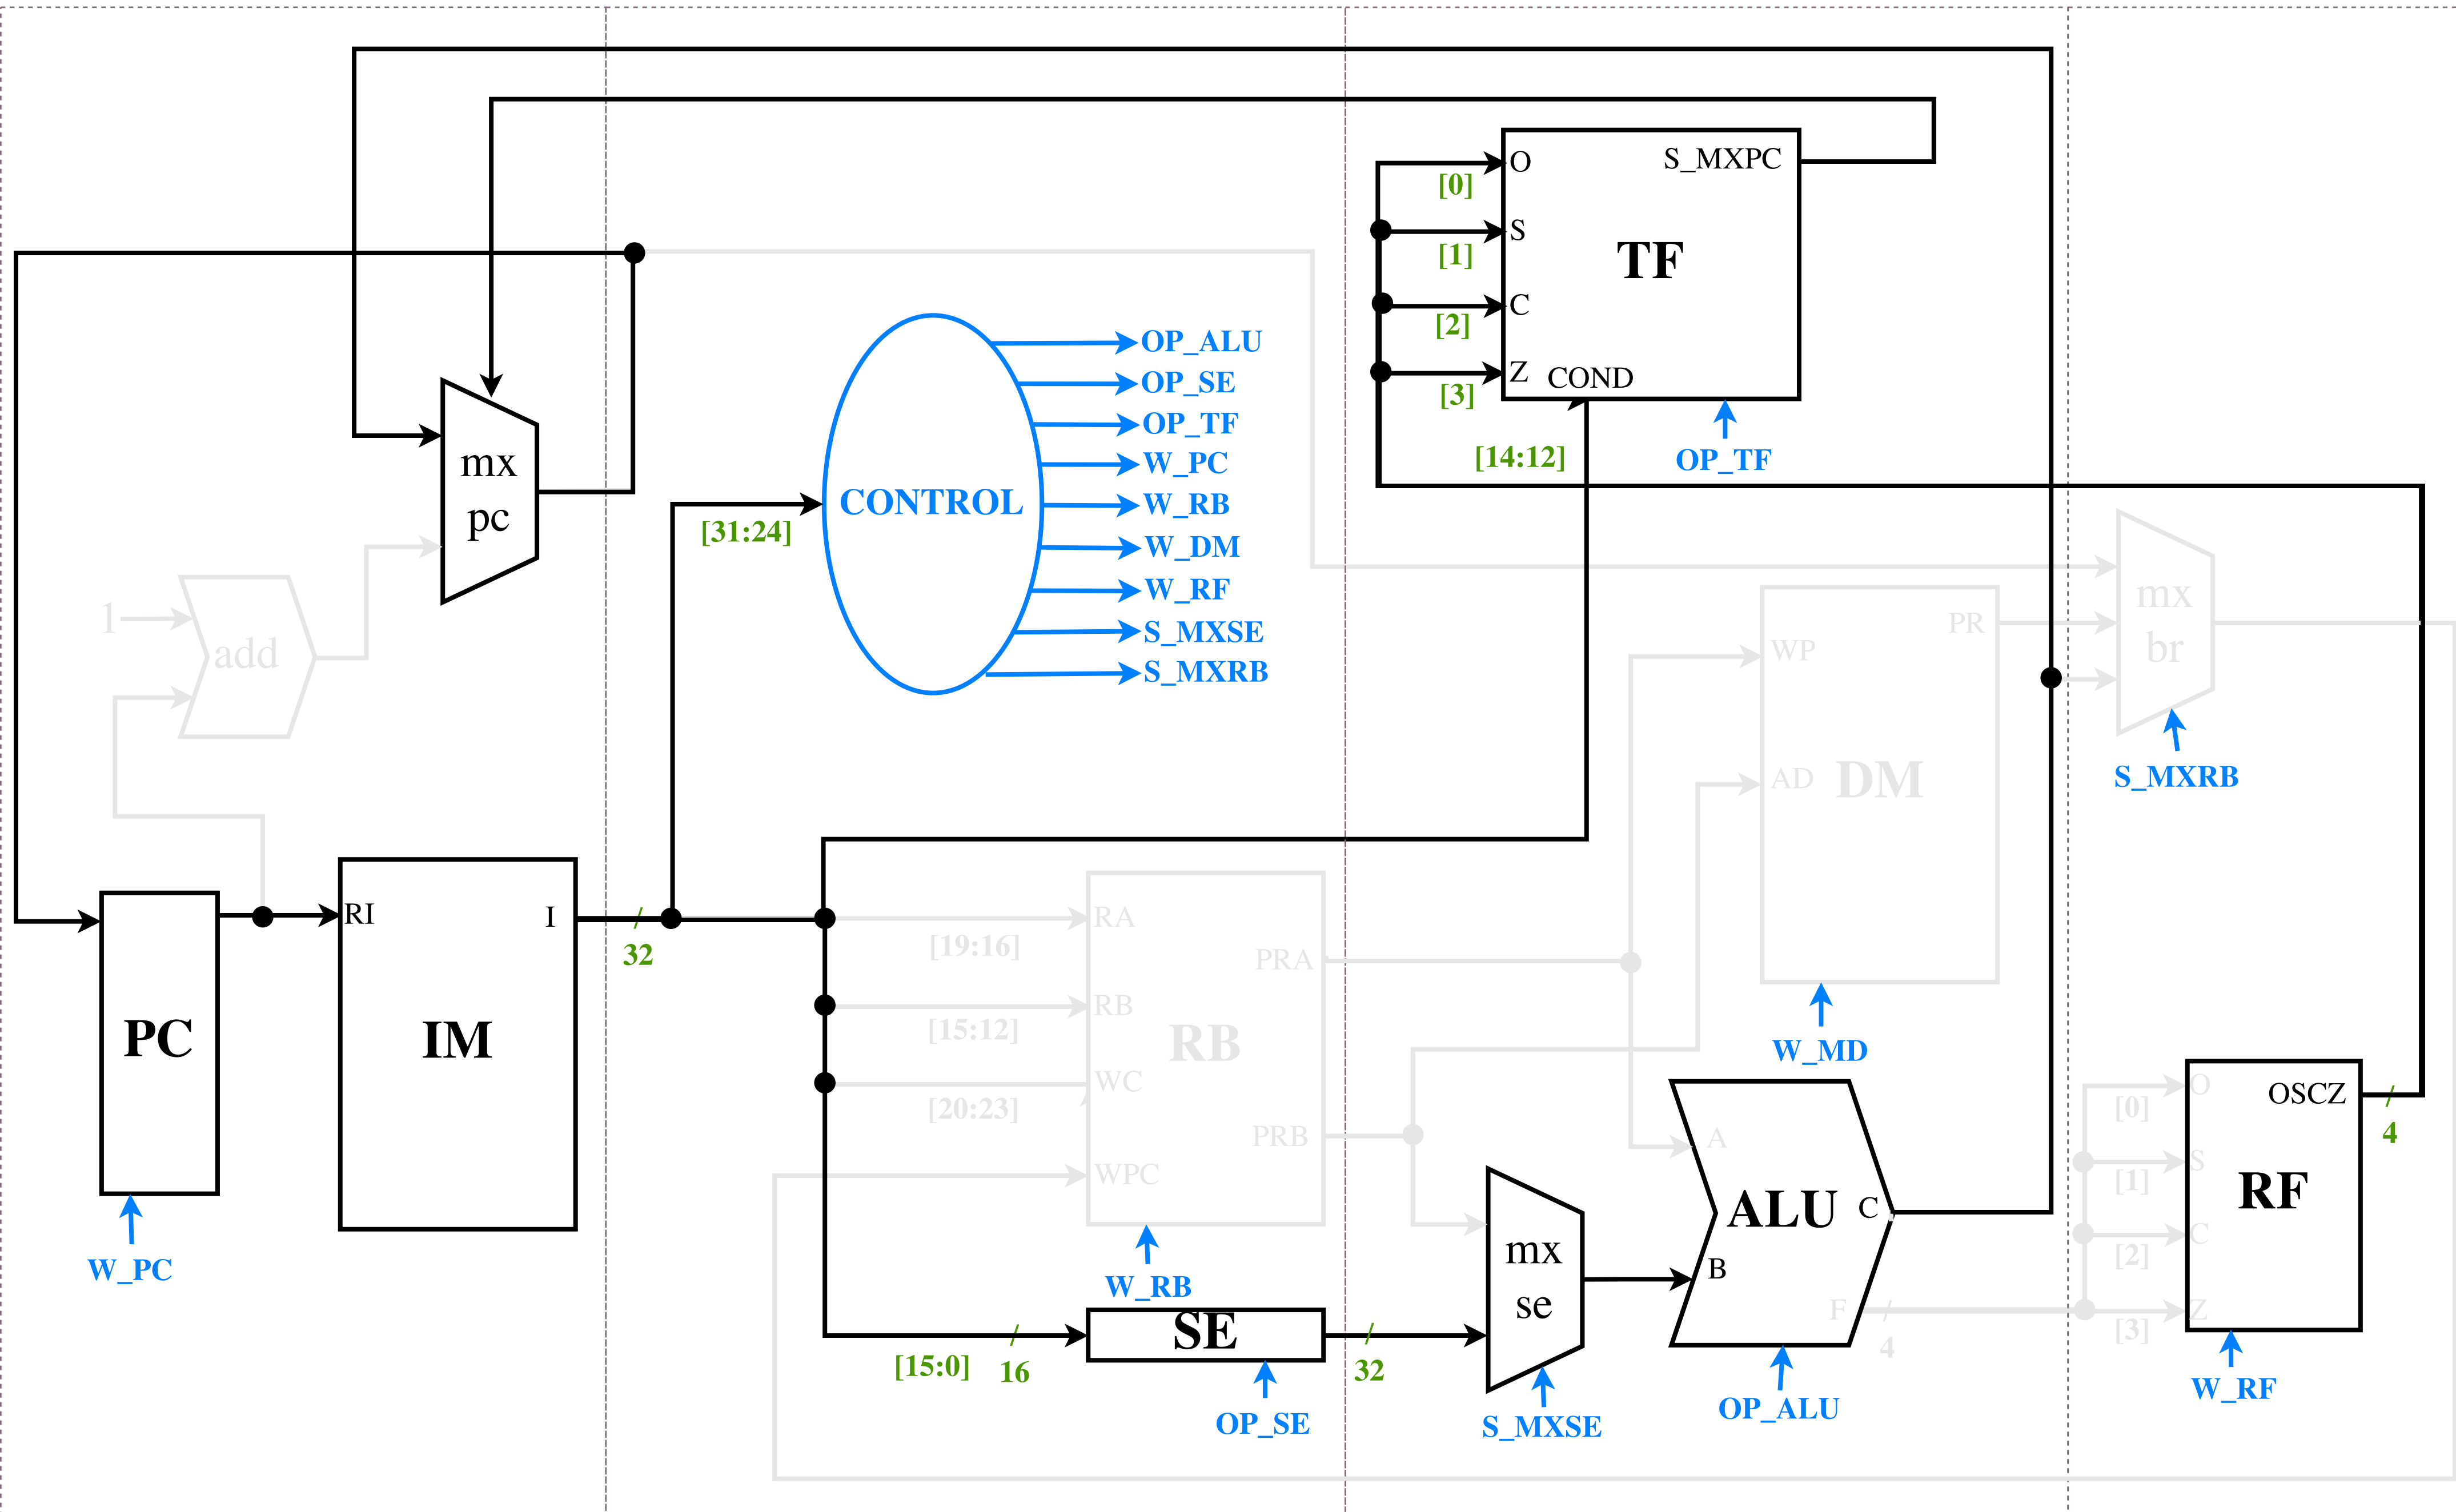 O
S_MXPC
[0]
S
[1]
TF
C
[2]
Z
COND
[3]
[14:12]
OP_TF
OP_ALU
OP_SE
OP_TF
W_PC
W_RB
W_DM
W_RF
S_MXSE
S_MXRB
CONTROL
[31:24]
mx
pc
1
add
mx
br
S_MXRB
PR
WP
AD
DM
W_MD
RI
I
32
PC
IM
W_PC
RA
[19:16]
PRA
RB
[15:12]
RB
WC
[20:23]
PRB
WPC
W_RB
SE
[15:0]
16
32
OP_SE
mx
se
S_MXSE
A
ALU
C
B
F
4
OP_ALU
O
OSCZ
[0]
4
S
[1]
RF
C
[2]
Z
[3]
W_RF